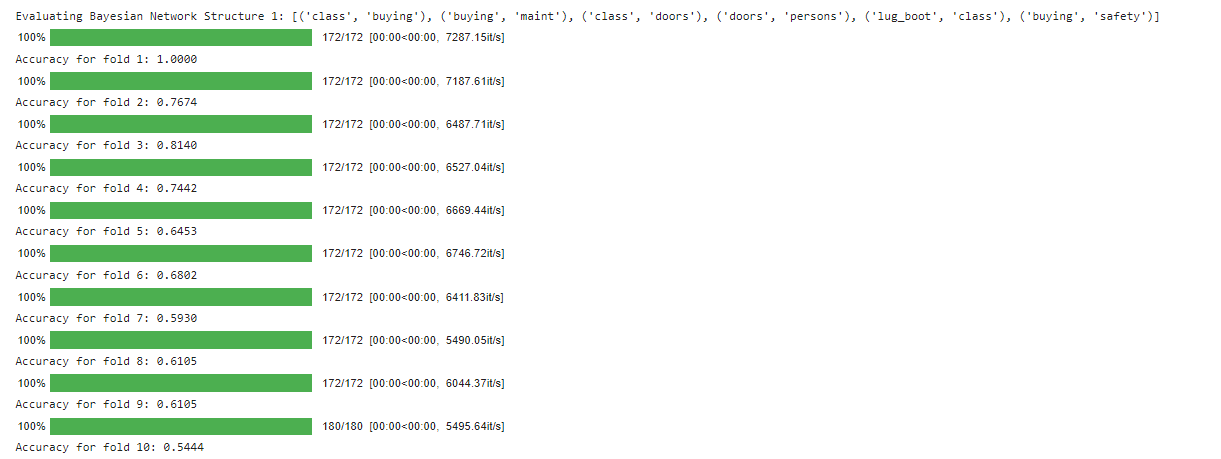 Evaluating Bayesian Network Structure 1: [('class', 'buying'), ('buying', 'maint'), ('class', 'doors'), ('doors', 'persons'), ('lug_boot', 'class'), ('buying', 'safety')]
100% 172/172 [00:00<00:00, 7287.15it/s]
Accuracy for fold 1: 1.0000
100% 172/172 [00:00<00:00, 7187.61it/s]
Accuracy for fold 2: 0.7674
100% 172/172 [00:00<00:00, 6487.71it/s]
Accuracy for fold 3: 0.8140
100% 172/172 [00:00<00:00, 6527.04it/s]
Accuracy for fold 4: 0.7442
100% 172/172 [00:00<00:00, 6669.44it/s]
Accuracy for fold 5: 0.6453
100% 172/172 [00:00<00:00, 6746.72it/s]
Accuracy for fold 6: 0.6802
100% 172/172 [00:00<00:00, 6411.83it/s]
Accuracy for fold 7: 0.5930
100% 172/172 [00:00<00:00, 5490.05it/s]
Accuracy for fold 8: 0.6105
100% 172/172 [00:00<00:00, 6044.37it/s]
Accuracy for fold 9: 0.6105
100% 180/180 [00:00<00:00, 5495.64it/s]
Accuracy for fold 10: 0.5444